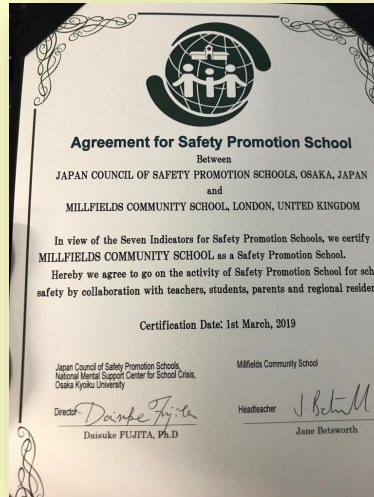 Agreement for Safety Promotion School
Between
JAPAN COUNCIL OF SAFETY PROMOTION SCHOOLS, OSAKA, JAPAN
and
MILLFIELDS COMMUNITY SCHOOL, LONDON, UNITED KINGDOM
In view of the Seven Indicators for Safety Promotion Schools, we certify
MILLFIELDS COMMUNITY SCHOOL as a Safety Promotion School.
Hereby we agree to go on the activity of Safety Promotion School for sch
safety by collaboration with teachers, students, parents and regional residen
Certification Date: 1st March, 2019
Japan Council of Safety Promotion Schools,
National Mental Support Center for School Crisis,
Osaka Kyoiku University
Director Daisuke Fujita
Daisuke FUJITA, Ph.D
Millfields Community School
Headteacher
Jane Betsworth